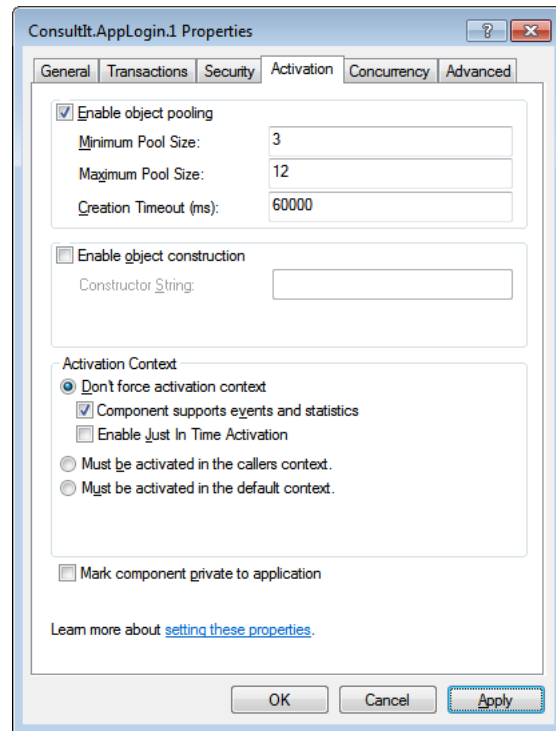 ConsultIt.AppLogin.1 Properties
General Transactions Security Activation Concurrency Advanced
Enable object pooling
Minimum Pool Size: 3
Maximum Pool Size: 12
Creation Timeout (ms): 60000
Enable object construction
Constructor String:
Activation Context
Don't force activation context
Component supports events and statistics
Enable Just In Time Activation
Must be activated in the callers context.
Must be activated in the default context.
Mark component private to application
Learn more about setting these properties.
OK Cancel Apply